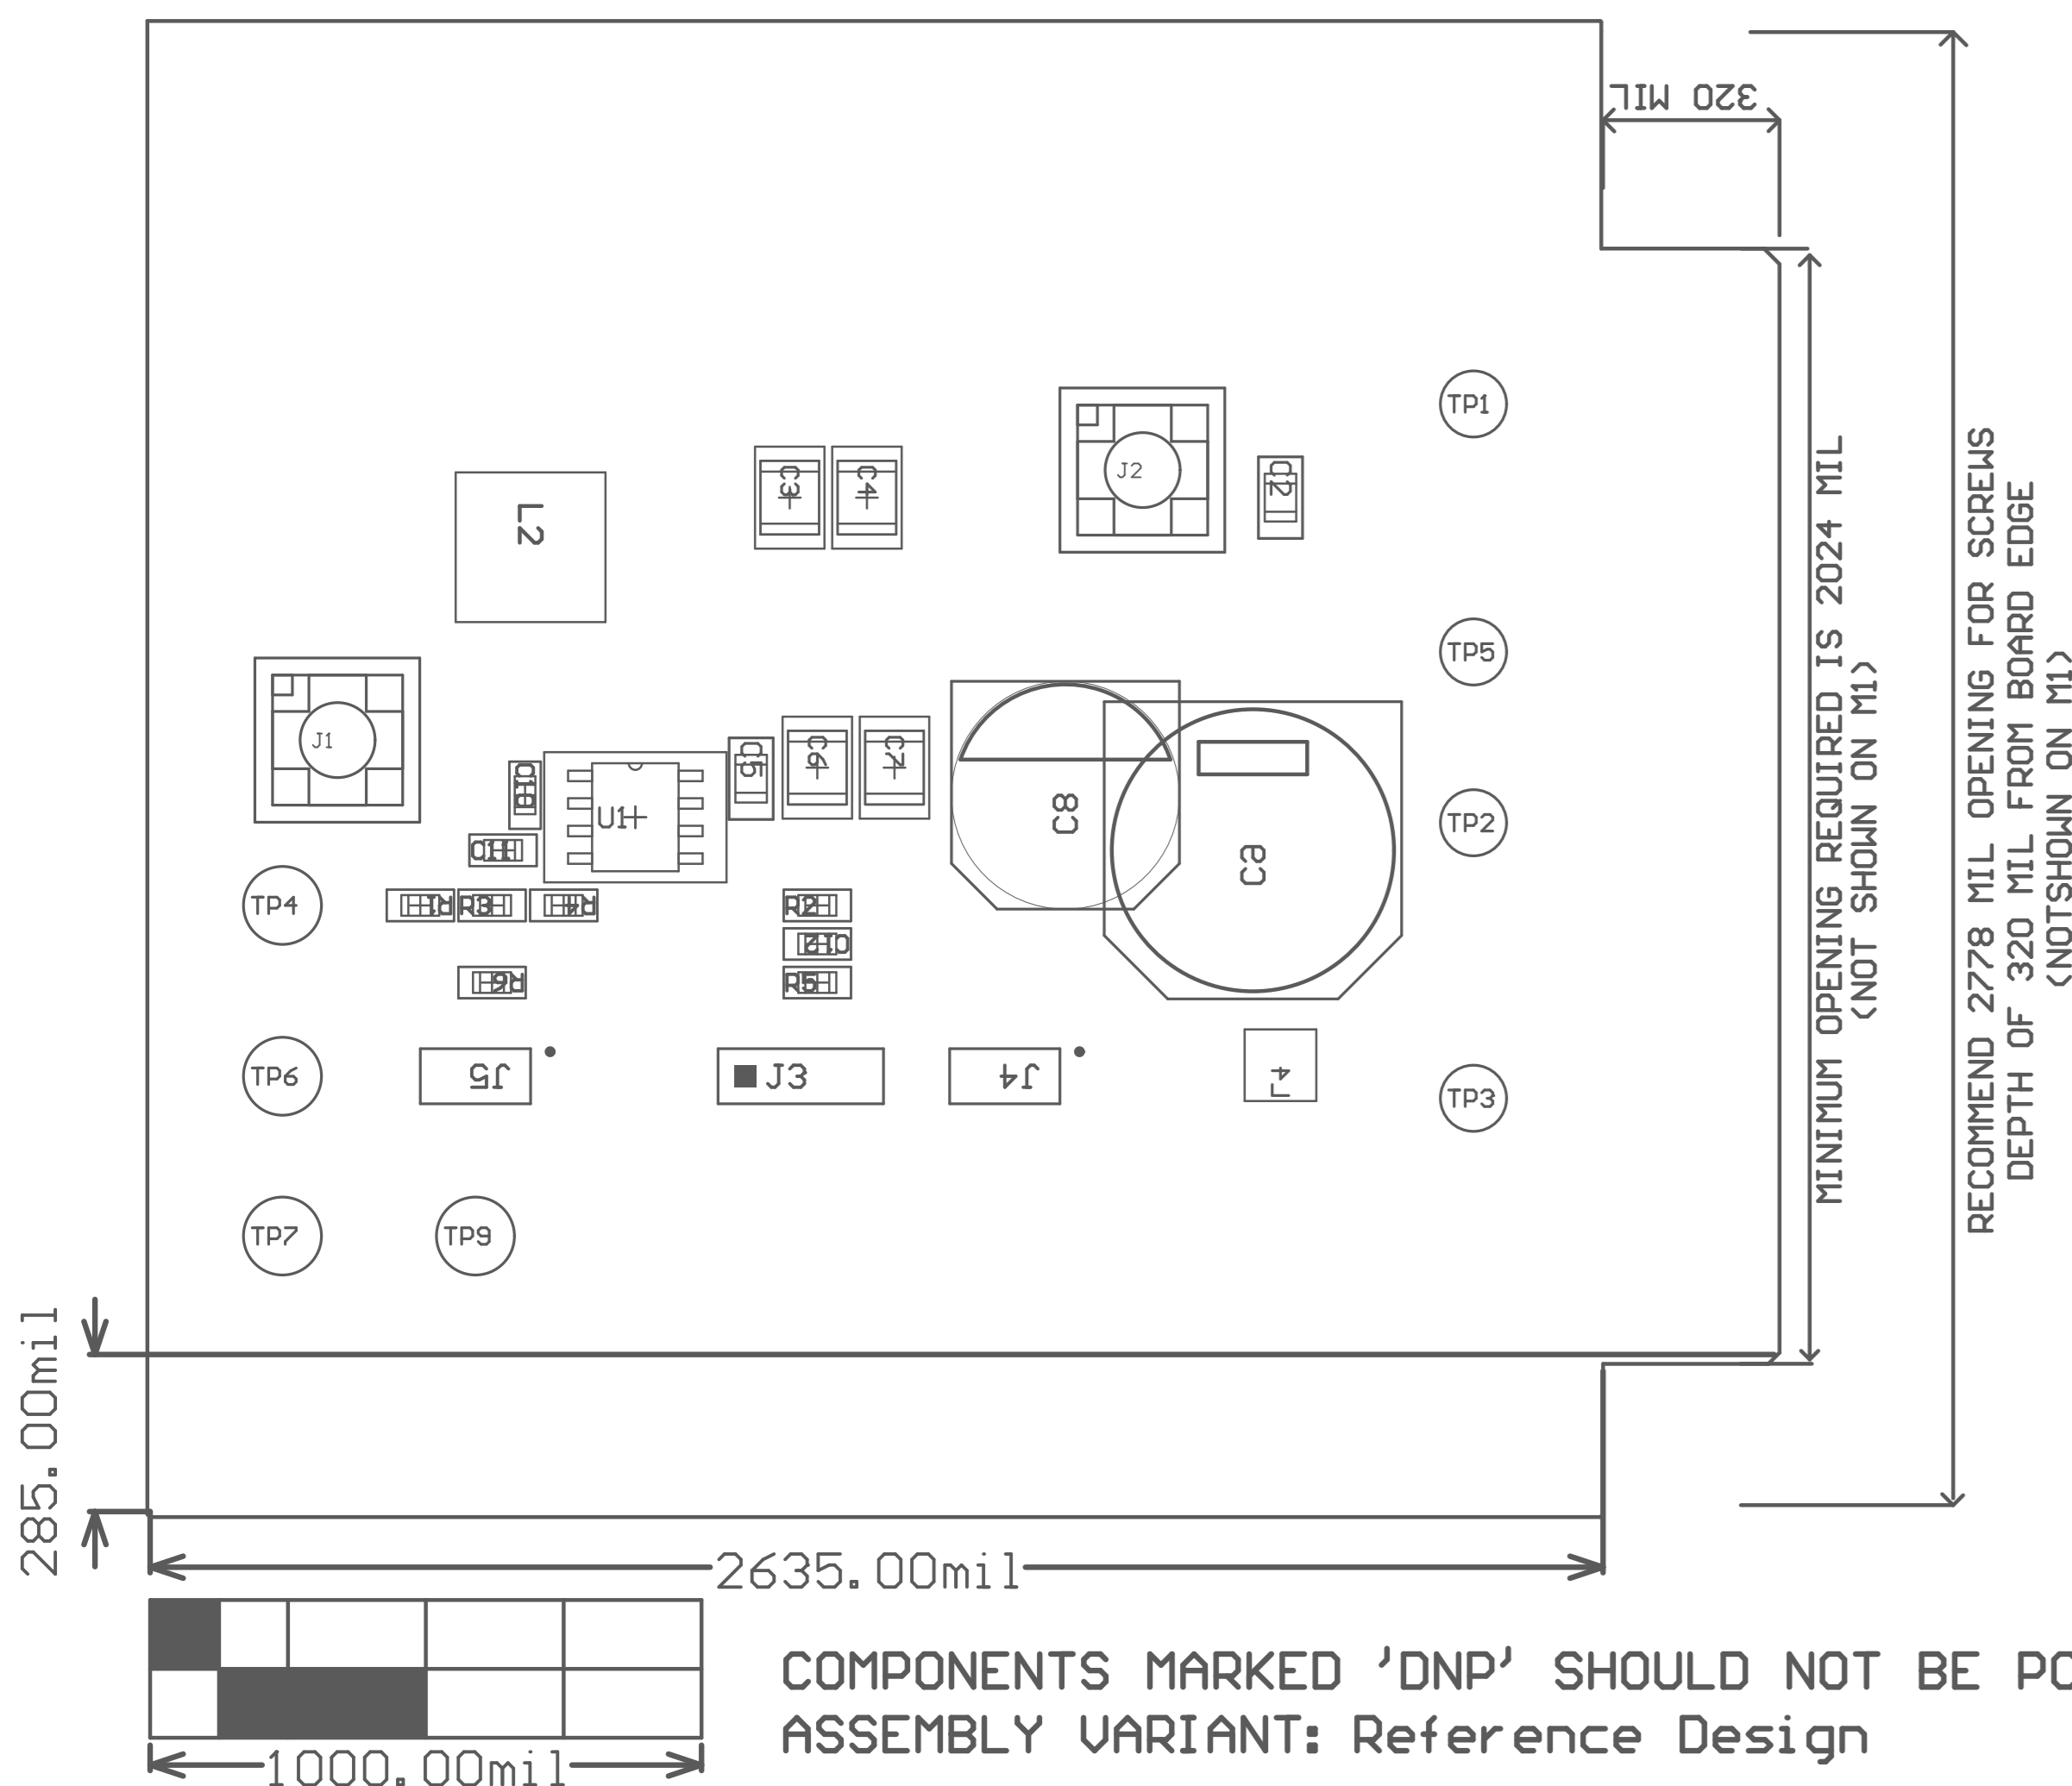 320 MIL
J2
TP1
C3
C4
C2
L2
TP5
J1
C5
C6
C7
C10
U1
C8
C9
TP2
C11
TP4
R1
R3
R4
R2
C12
R6
R5
TP6
J5
J3
J4
L4
TP3
TP7
TP9
MINIMUM OPENING REQUIRED IS 2024 MIL
(NOT SHOWN ON M1)
RECOMMEND 2778 MIL OPENING FOR SCREWS
DEPTH OF 320 MIL FROM BOARD EDGE
(NOTSHOWN ON M1)
285.00mil
2635.00mil
1000.00mil
COMPONENTS MARKED 'DNP' SHOULD NOT BE
ASSEMBLY VARIANT: Reference Design